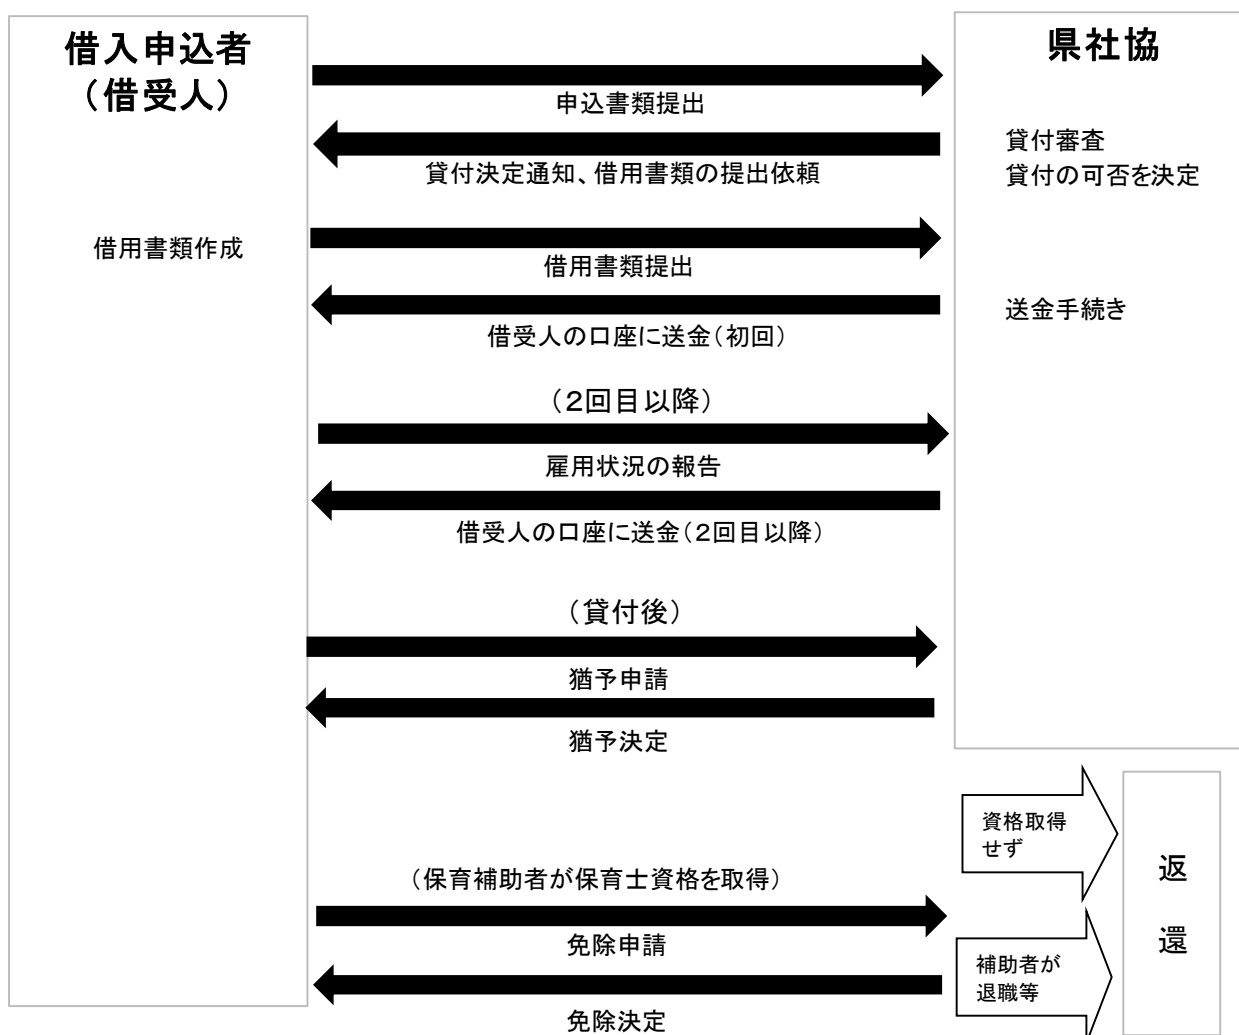 借入申込者
（借受人）
県社協
申込書類提出
貸付審査
貸付決定通知、借用書類の提出依頼
貸付の可否を決定
借用書類作成
借用書類提出
送金手続き
借受人の口座に送金（初回）
（２回目以降）
雇用状況の報告
借受人の口座に送金（２回目以降）
（貸付後）
猶予申請
猶予決定
資格取得
せず
（保育補助者が保育士資格を取得）
免除申請
補助者が
退職等
免除決定
返
還